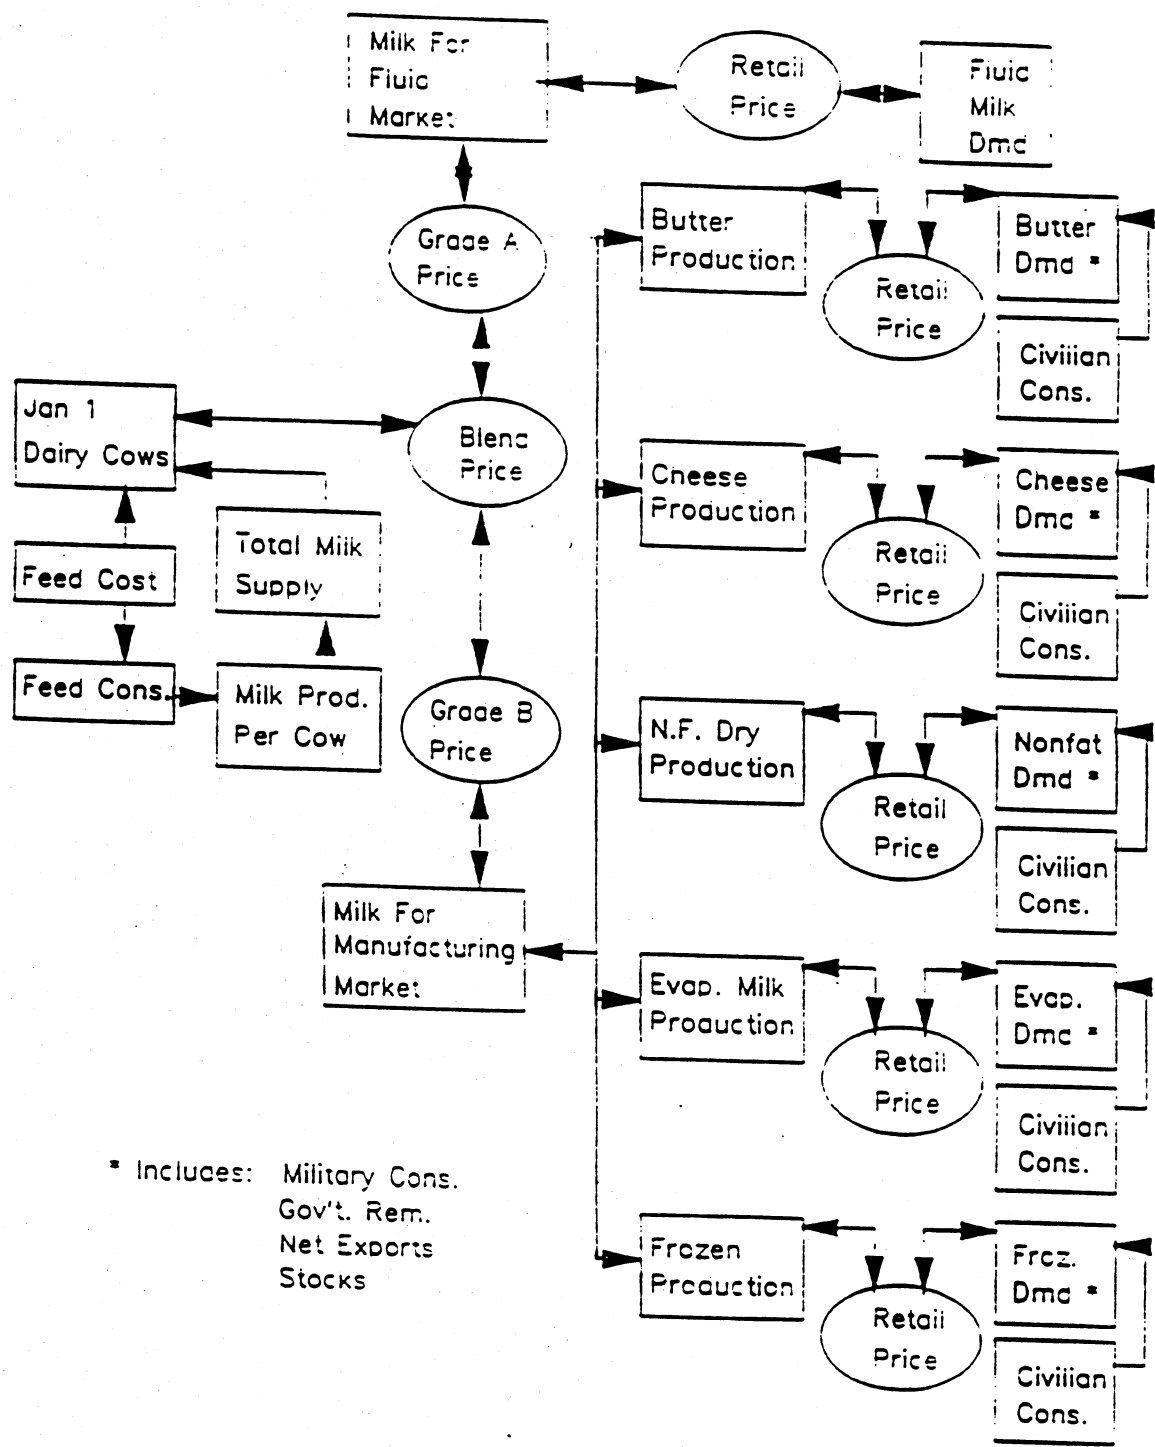 Milk For
Fluid
Market
Retail
Price
Fluid
Milk
Dmd
Grade A
Price
Butter
Production
Retail
Price
Butter
Dmd *
Civilian
Cons.
Jan 1
Dairy Cows
Blend
Price
Cheese
Production
Retail
Price
Cheese
Dmd *
Civilian
Cons.
Feed Cost
Total Milk
Supply
Feed Cons.
Milk Prod.
Per Cow
Grade B
Price
N.F. Dry
Production
Retail
Price
Nonfat
Dmd *
Civilian
Cons.
Milk For
Manufacturing
Market
Evap. Milk
Production
Retail
Price
Evap.
Dmd *
Civilian
Cons.
* Includes: Military Cons.
Gov't. Rem.
Net Exports
Stocks
Frozen
Production
Retail
Price
Froz.
Dmd *
Civilian
Cons.